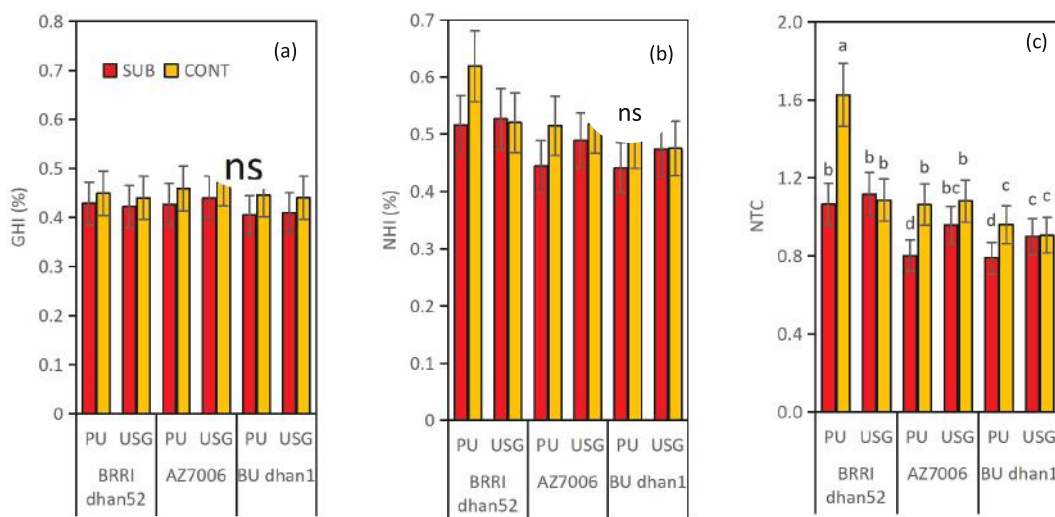 0.8
0.7
0.6
0.5
0.4
0.3
0.2
0.1
0
GHI (%)
(a)
SUB CONT
ns
PU USG PU USG PU USG
BRRI dhan52 AZ7006 BU dhan1
0.7
0.6
0.5
0.4
0.3
0.2
0.1
0
NHI (%)
(b)
ns
PU USG PU USG PU USG
BRRI dhan52 AZ7006 BU dhan1
2.0
1.6
1.2
0.8
0.4
0.0
NTC
(c)
a
b b b b b
bc
d d c c c
PU USG PU USG PU USG
BRRI dhan52 AZ7006 BU dhan1